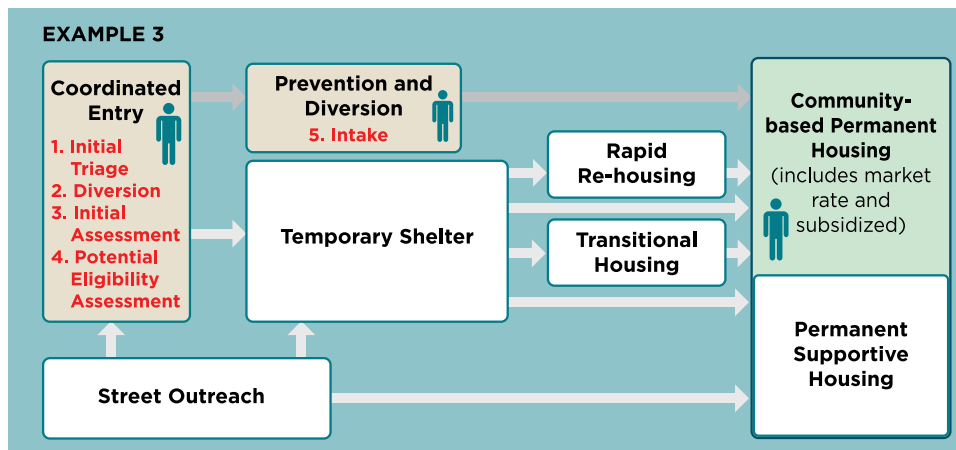 EXAMPLE 3
Coordinated
Entry
1. Initial
Triage
2. Diversion
3. Initial
Assessment
4. Potential
Eligibility
Assessment
Prevention and
Diversion
5. Intake
Temporary Shelter
Rapid
Re-housing
Transitional
Housing
Community-
based Permanent
Housing
(includes market
rate and
subsidized)
Permanent
Supportive
Housing
Street Outreach